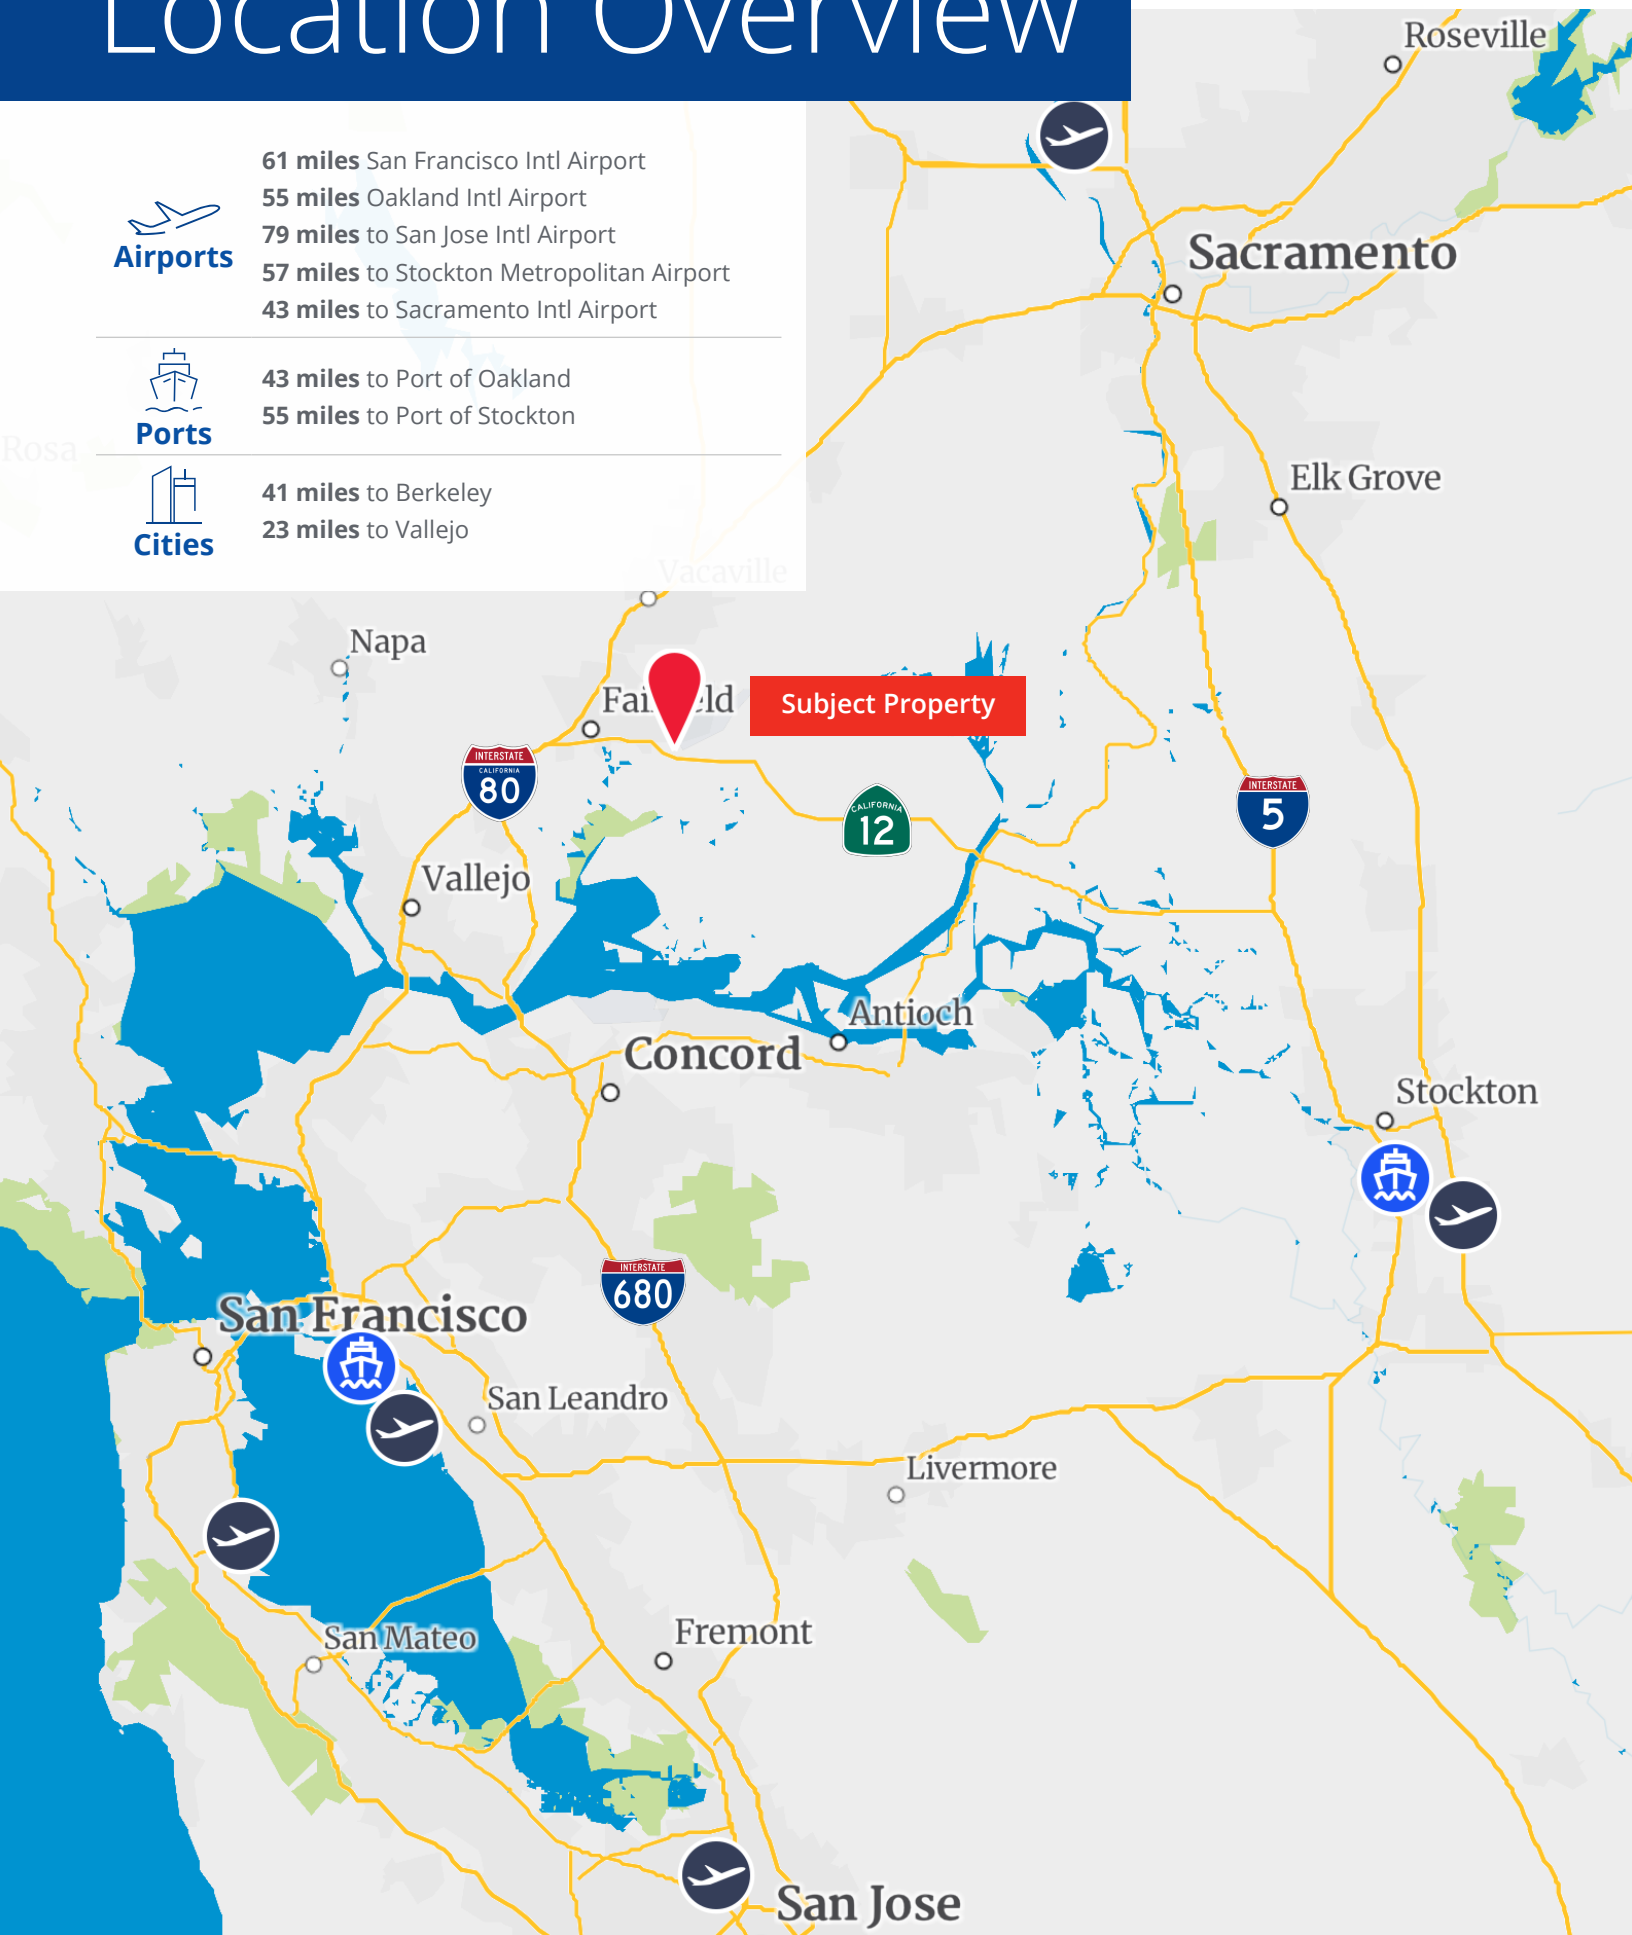 Location Overview
61 miles San Francisco Intl Airport
55 miles Oakland Intl Airport
79 miles to San Jose Intl Airport
57 miles to Stockton Metropolitan Airport
43 miles to Sacramento Intl Airport
Airports
43 miles to Port of Oakland
55 miles to Port of Stockton
Ports
41 miles to Berkeley
23 miles to Vallejo
Cities
Roseville
Sacramento
Rosa
Elk Grove
Vacaville
Napa
Subject Property
INTERSTATE
CALIFORNIA
80
CALIFORNIA
12
INTERSTATE
5
Vallejo
Antioch
Concord
Stockton
INTERSTATE
680
San Francisco
San Leandro
Livermore
San Mateo
Fremont
San Jose